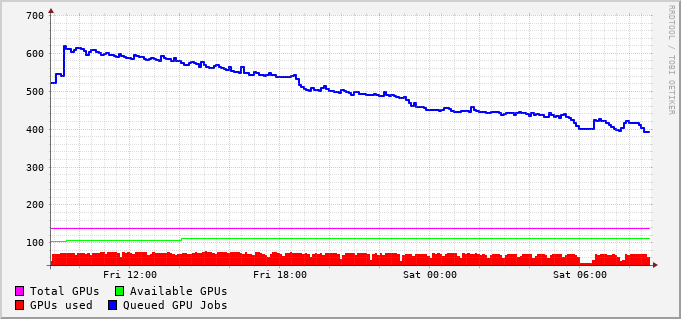 700
600
500
400
300
200
100
Fri 12:00 Fri 18:00 Sat 00:00 Sat 06:00
Total GPUs Available GPUs
GPUs used Queued GPU Jobs
RRDTOOL / TOBI OETIKER